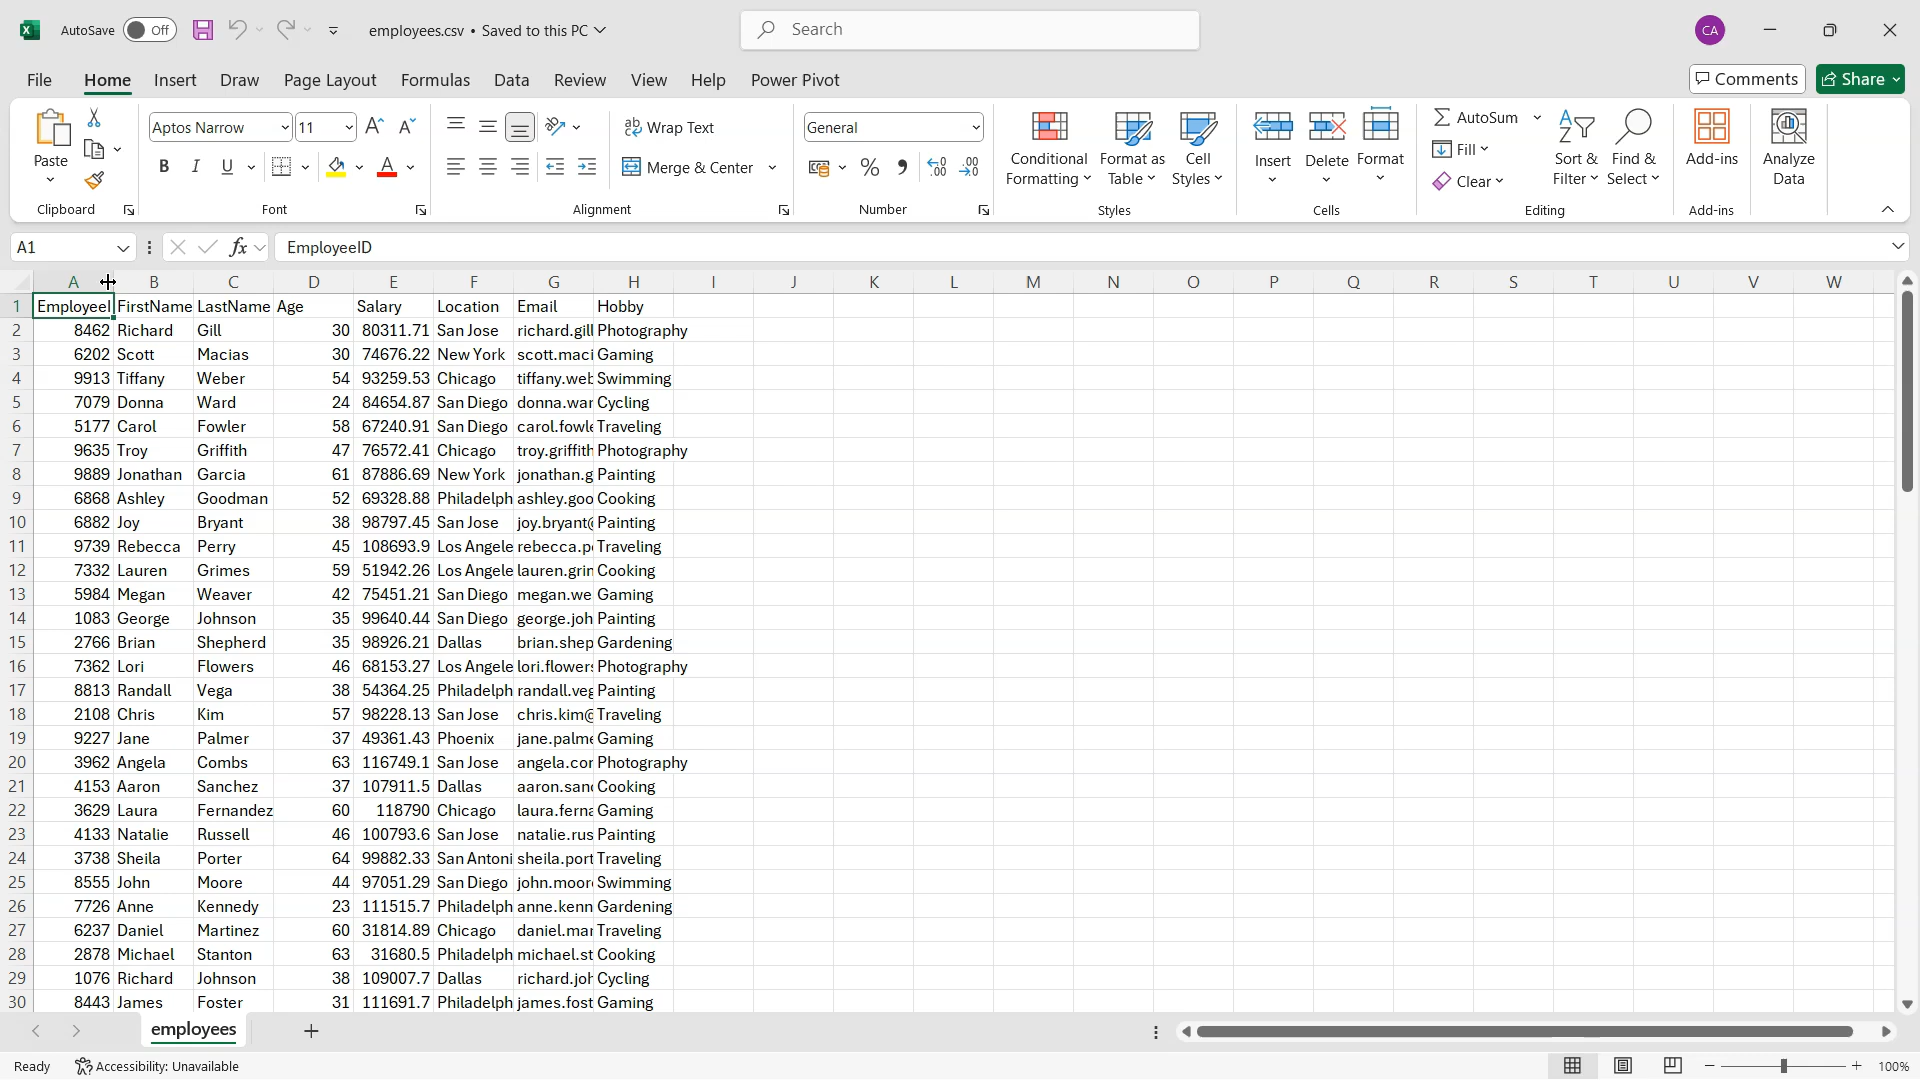 AutoSave Off employees.csv • Saved to this PC Search CA
File Home Insert Draw Page Layout Formulas Data Review View Help Power Pivot Comments Share
Paste Aptos Narrow 11 B I U A Wrap Text Merge & Center General % Conditional Formatting Format as Table Cell Styles Insert Delete Format AutoSum Fill Clear Sort & Filter Find & Select Add-ins Analyze Data
Clipboard Font Alignment Number Styles Cells Editing Add-ins
A1 fx EmployeeID
A B C D E F G H I J K L M N O P Q R S T U V W
1 Employeel FirstName LastName Age Salary Location Email Hobby
2 8462 Richard Gill 30 80311.71 San Jose richard.gill Photography
3 6202 Scott Macias 30 74676.22 New York scott.maci Gaming
4 9913 Tiffany Weber 54 93259.53 Chicago tiffany.web Swimming
5 7079 Donna Ward 24 84654.87 San Diego donna.war Cycling
6 5177 Carol Fowler 58 67240.91 San Diego carol.fowle Traveling
7 9635 Troy Griffith 47 76572.41 Chicago troy.griffith Photography
8 9889 Jonathan Garcia 61 87886.69 New York jonathan.g Painting
9 6868 Ashley Goodman 52 69328.88 Philadelph ashley.goo Cooking
10 6882 Joy Bryant 38 98797.45 San Jose joy.bryant@ Painting
11 9739 Rebecca Perry 45 108693.9 Los Angele rebecca.p Traveling
12 7332 Lauren Grimes 59 51942.26 Los Angele lauren.grin Cooking
13 5984 Megan Weaver 42 75451.21 San Diego megan.we Gaming
14 1083 George Johnson 35 99640.44 San Diego george.joh Painting
15 2766 Brian Shepherd 35 98926.21 Dallas brian.shep Gardening
16 7362 Lori Flowers 46 68153.27 Los Angele lori.flowers Photography
17 8813 Randall Vega 38 54364.25 Philadelph randall.veg Painting
18 2108 Chris Kim 57 98228.13 San Jose chris.kim@ Traveling
19 9227 Jane Palmer 37 49361.43 Phoenix jane.palme Gaming
20 3962 Angela Combs 63 116749.1 San Jose angela.cor Photography
21 4153 Aaron Sanchez 37 107911.5 Dallas aaron.sanc Cooking
22 3629 Laura Fernandez 60 118790 Chicago laura.ferna Gaming
23 4133 Natalie Russell 46 100793.6 San Jose natalie.rus Painting
24 3738 Sheila Porter 64 99882.33 San Antoni sheila.port Traveling
25 8555 John Moore 44 97051.29 San Diego john.moor Swimming
26 7726 Anne Kennedy 23 111515.7 Philadelph anne.kenn Gardening
27 6237 Daniel Martinez 60 31814.89 Chicago daniel.mar Traveling
28 2878 Michael Stanton 63 31680.5 Philadelph michael.st Cooking
29 1076 Richard Johnson 38 109007.7 Dallas richard.joh Cycling
30 8443 James Foster 31 111691.7 Philadelph james.fost Gaming
employees
Ready Accessibility: Unavailable 100%